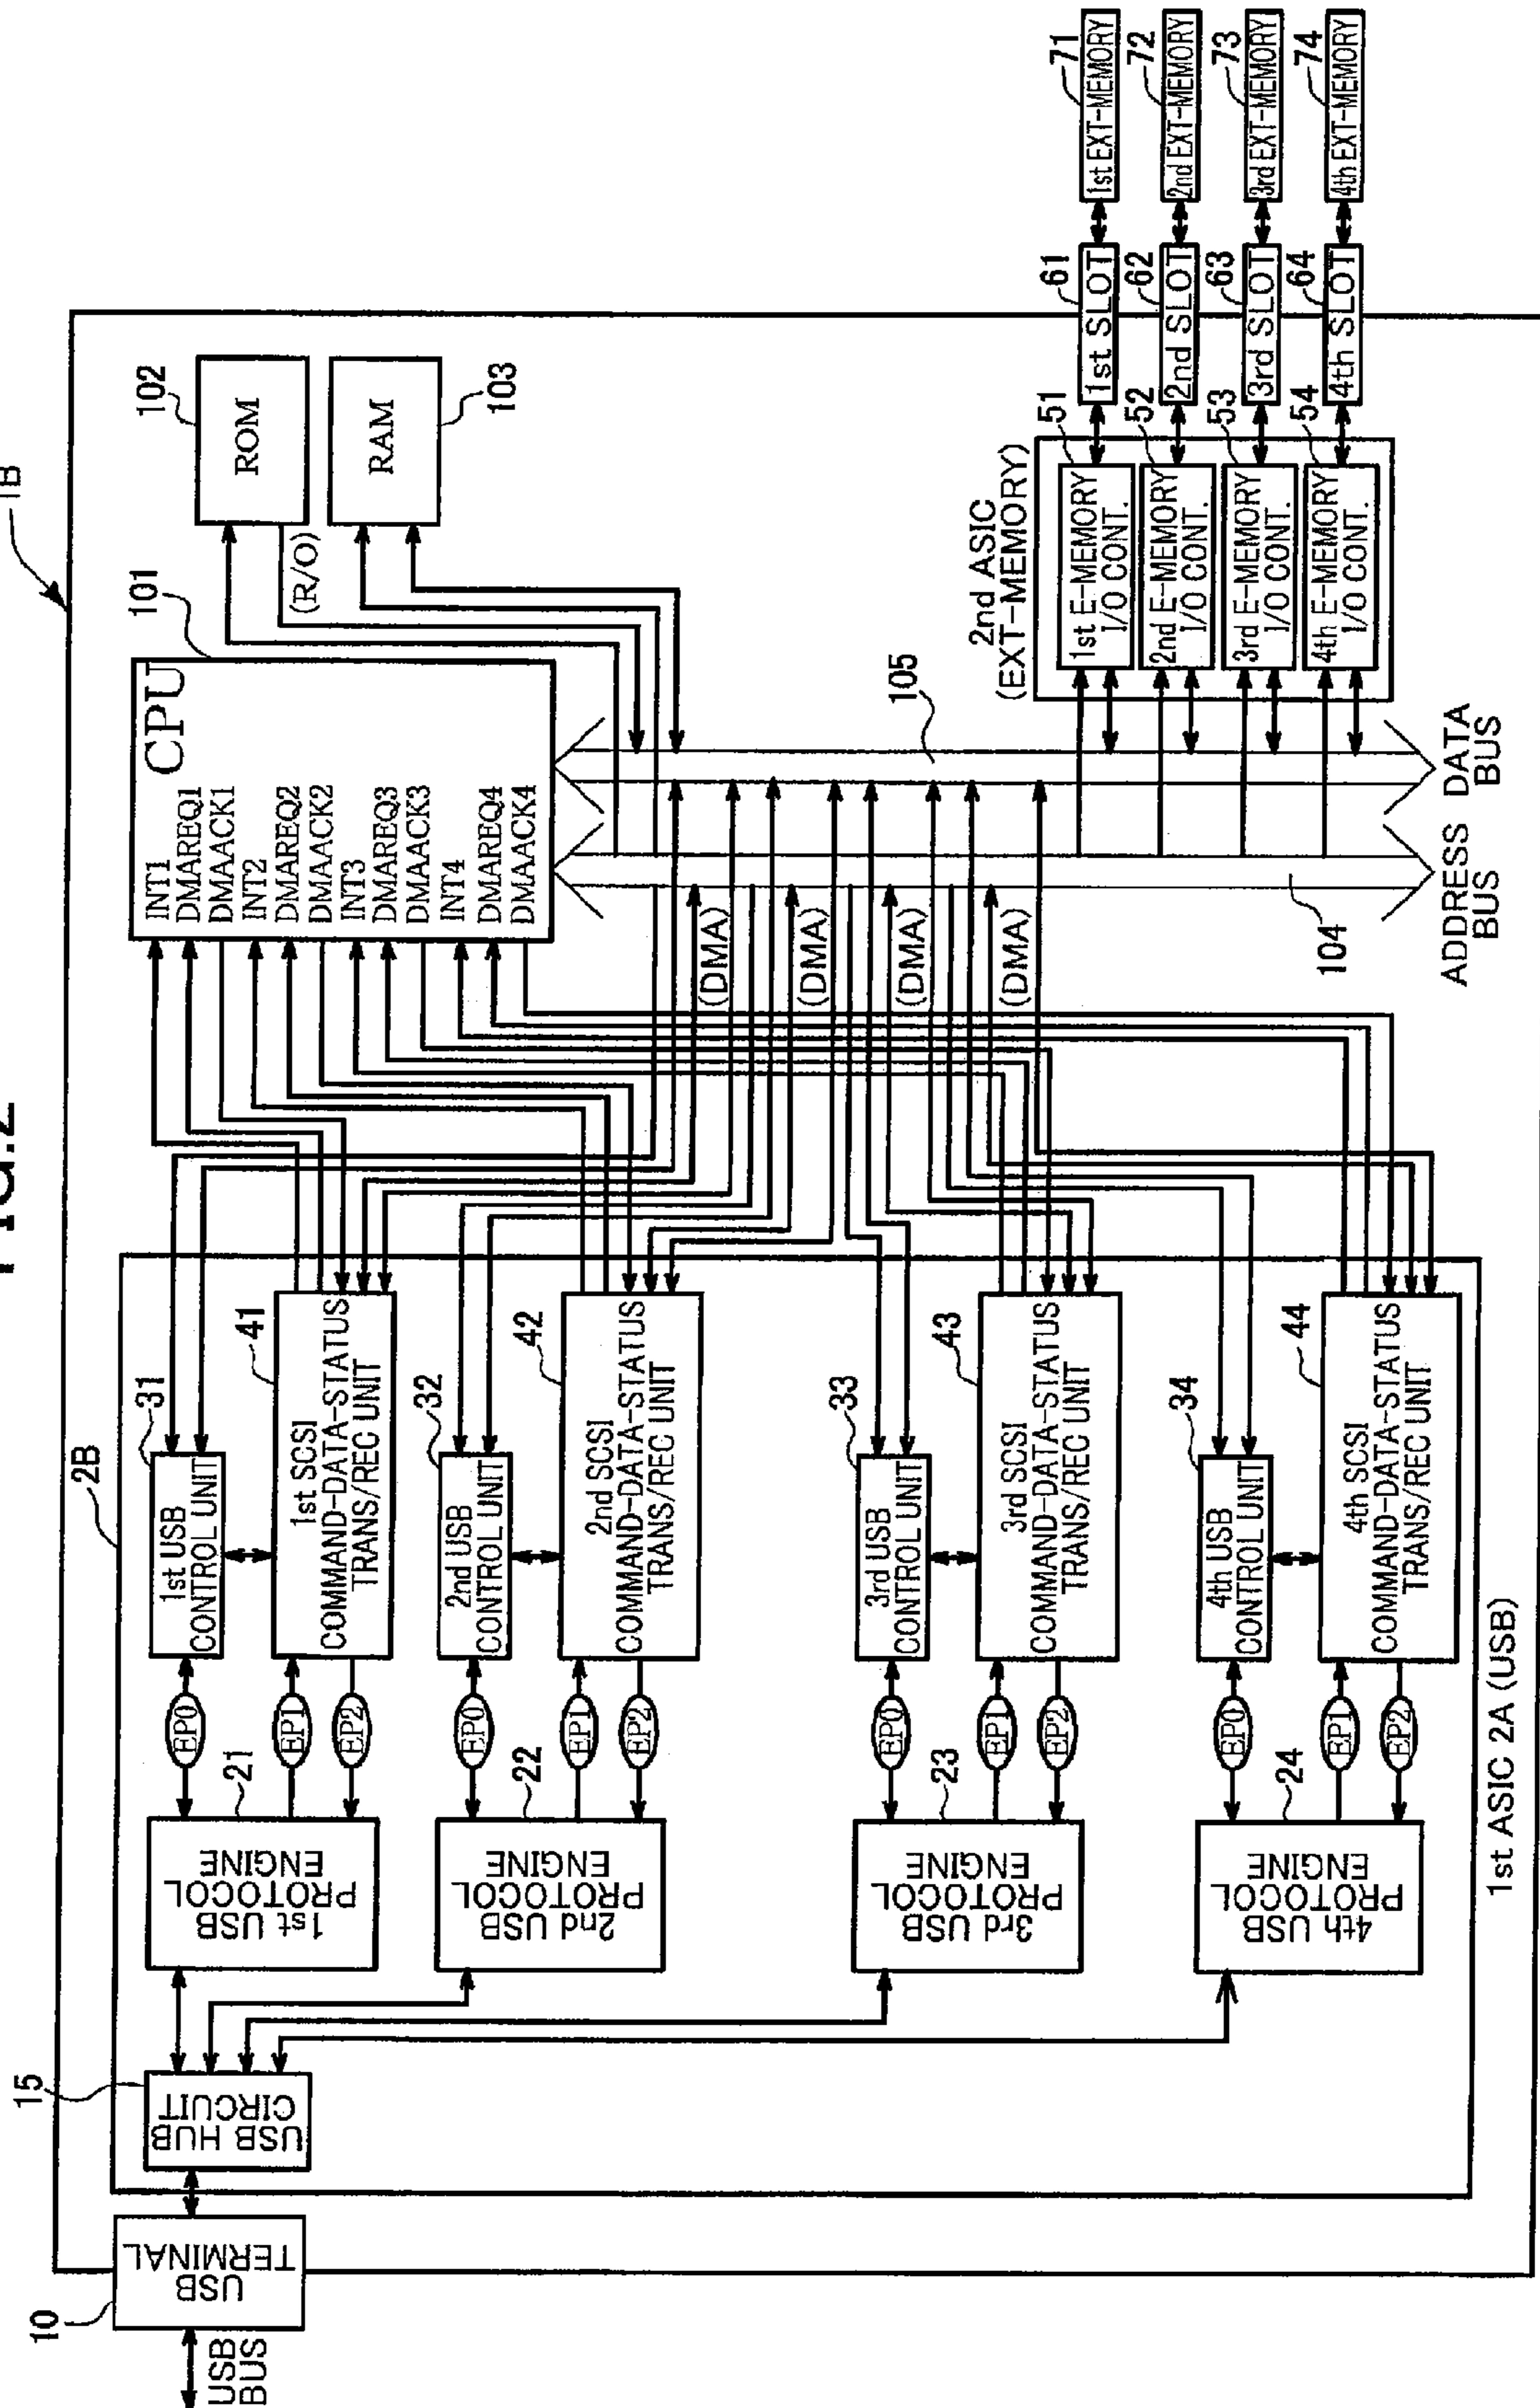 FIG.2
1B
USB
BUS
10
USB
TERMINAL
15
USB HUB
CIRCUIT
2B
21
1st USB
PROTOCOL
ENGINE
EP0
EP1
EP2
31
1st USB
CONTROL UNIT
41
1st SCSI
COMMAND-DATA-STATUS
TRANS/REC UNIT
22
2nd USB
PROTOCOL
ENGINE
EP0
EP1
EP2
32
2nd USB
CONTROL UNIT
42
2nd SCSI
COMMAND-DATA-STATUS
TRANS/REC UNIT
23
3rd USB
PROTOCOL
ENGINE
EP0
EP1
EP2
33
3rd USB
CONTROL UNIT
43
3rd SCSI
COMMAND-DATA-STATUS
TRANS/REC UNIT
24
4th USB
PROTOCOL
ENGINE
EP0
EP1
EP2
34
4th USB
CONTROL UNIT
44
4th SCSI
COMMAND-DATA-STATUS
TRANS/REC UNIT
1st ASIC 2A (USB)
101
CPU
INT1
DMAREQ1
DMAACK1
INT2
DMAREQ2
DMAACK2
INT3
DMAREQ3
DMAACK3
INT4
DMAREQ4
DMAACK4
102
ROM
(R/O)
RAM
103
(DMA)
(DMA)
(DMA)
(DMA)
105
104
ADDRESS
BUS
DATA
BUS
2nd ASIC
(EXT-MEMORY)
51
1st E-MEMORY
I/O CONT.
52
2nd E-MEMORY
I/O CONT.
53
3rd E-MEMORY
I/O CONT.
54
4th E-MEMORY
I/O CONT.
61
1st SLOT
62
2nd SLOT
63
3rd SLOT
64
4th SLOT
71
1st EXT-MEMORY
72
2nd EXT-MEMORY
73
3rd EXT-MEMORY
74
4th EXT-MEMORY